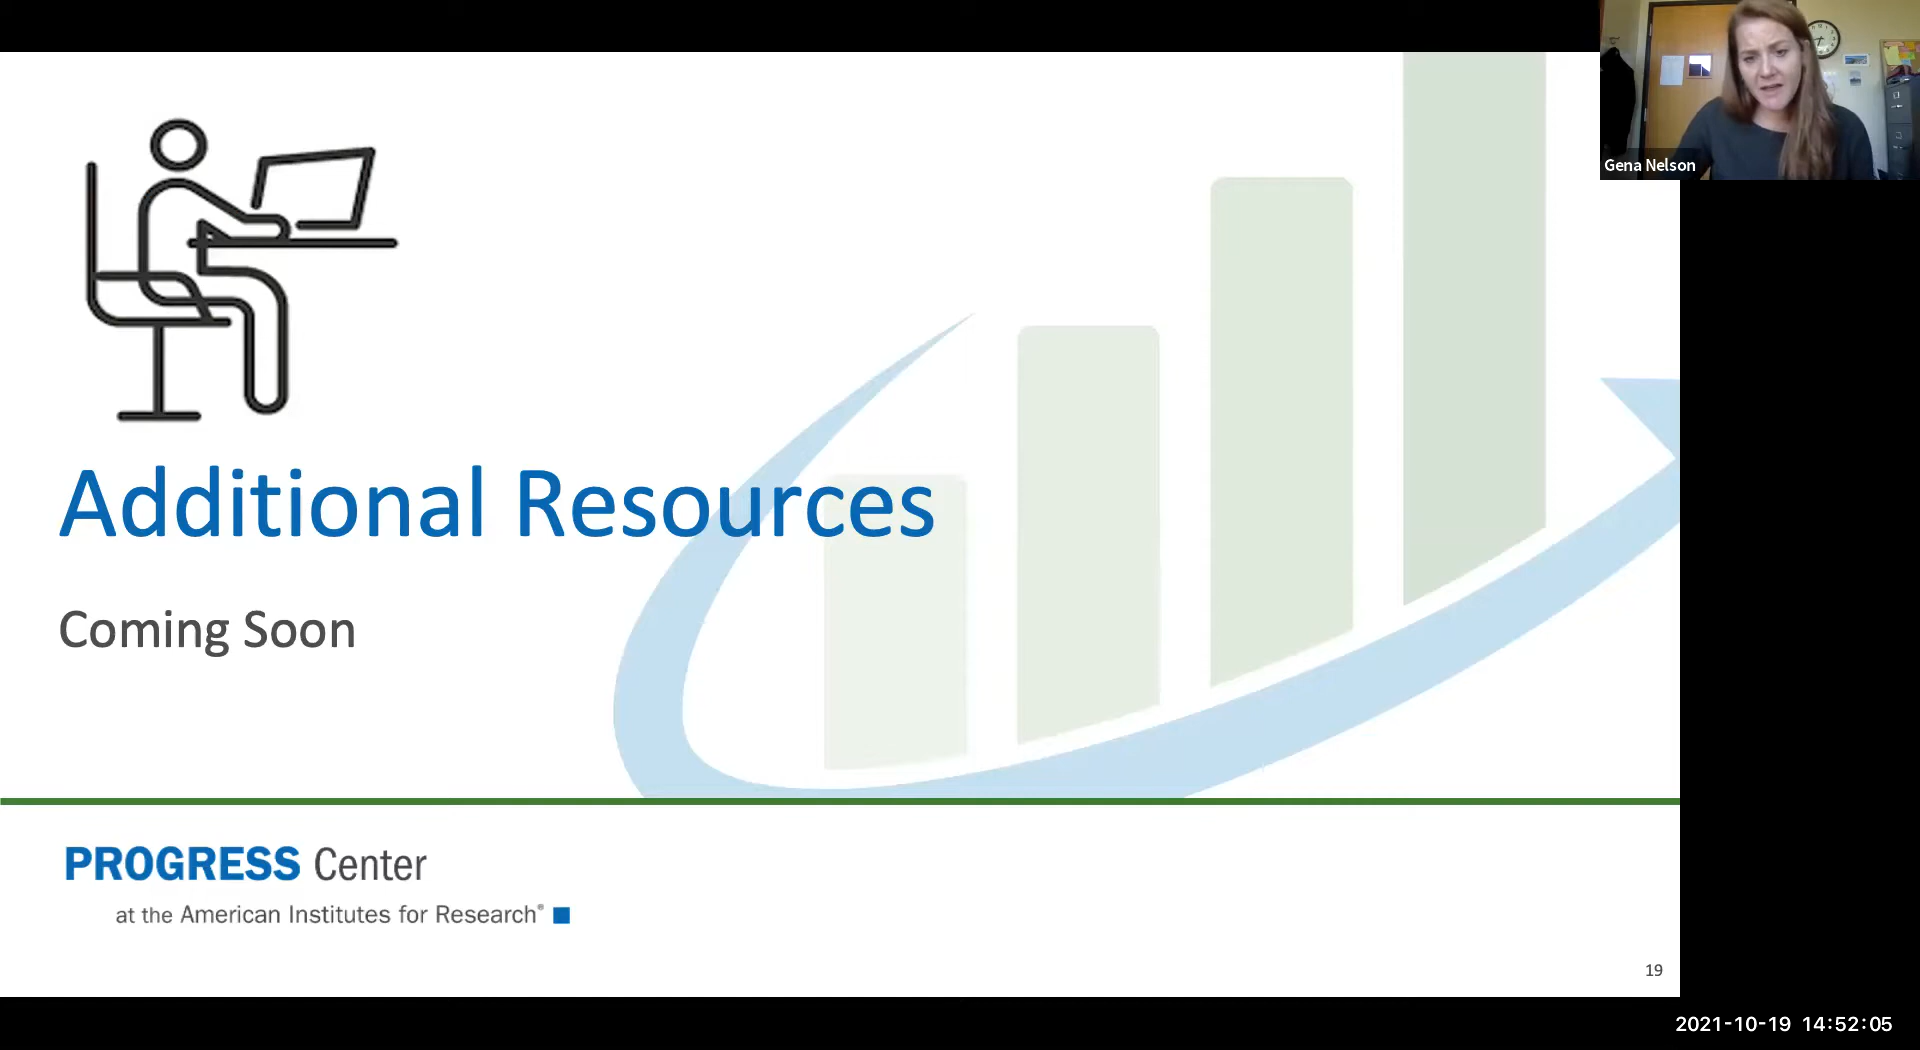 Gena Nelson
Additional Resources
Coming Soon
PROGRESS Center
at the American Institutes for Research®
19
2021-10-19 14:52:05